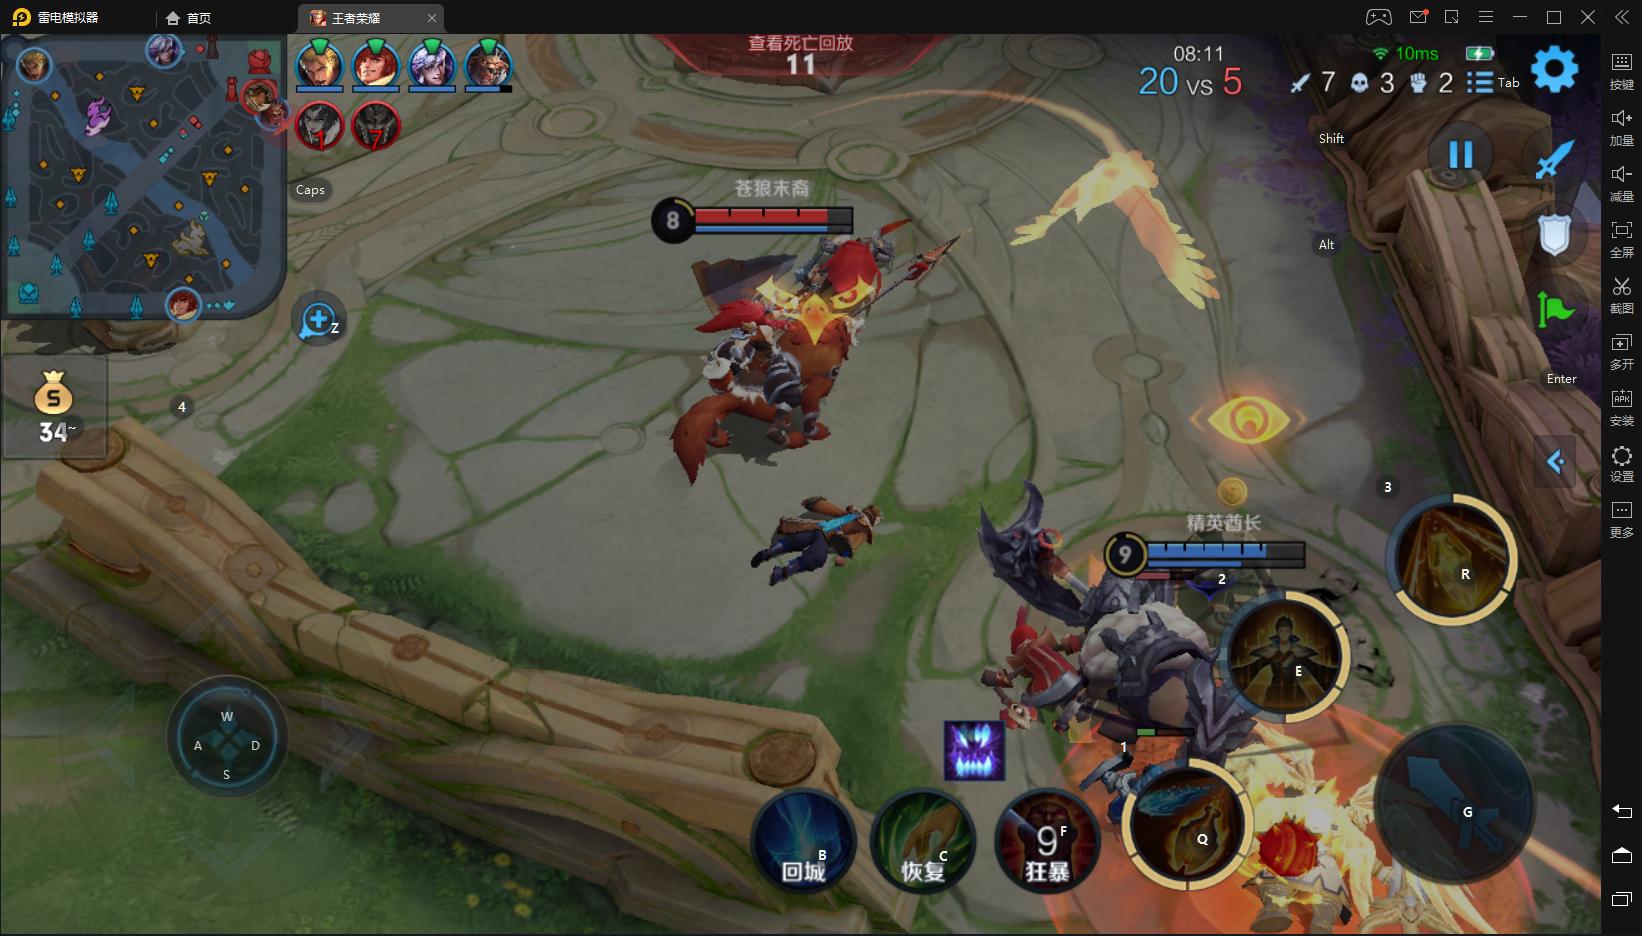 雷电模拟器
首页
王者荣耀
查看死亡回放
11
08:11
10ms
20 vs 5
7
3
2
Tab
1
7
Caps
Shift
Alt
Enter
苍狼末裔
8
Z
S
34~
4
精英酋长
9
2
3
R
E
1
Q
G
W
A
D
S
B
回城
C
恢复
9
F
狂暴
按键
加量
减量
全屏
截图
多开
APK
安装
设置
更多